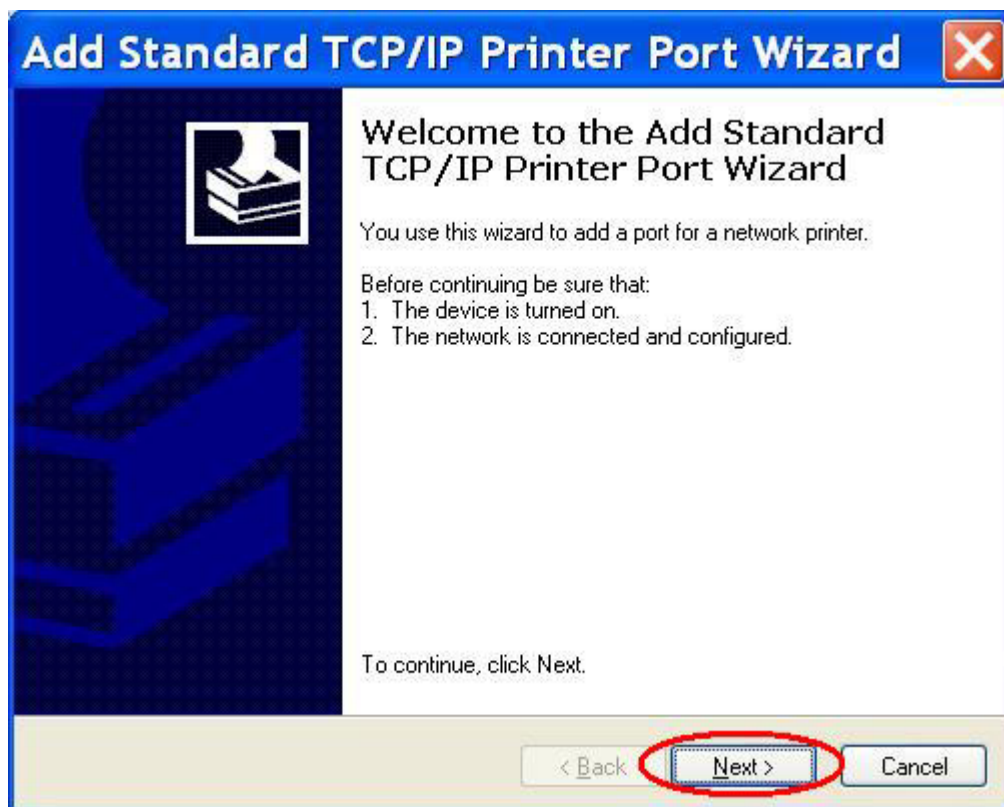 Add Standard TCP/IP Printer Port Wizard
Welcome to the Add Standard
TCP/IP Printer Port Wizard
You use this wizard to add a port for a network printer.
Before continuing be sure that:
1. The device is turned on.
2. The network is connected and configured.
To continue, click Next.
< Back
Next >
Cancel